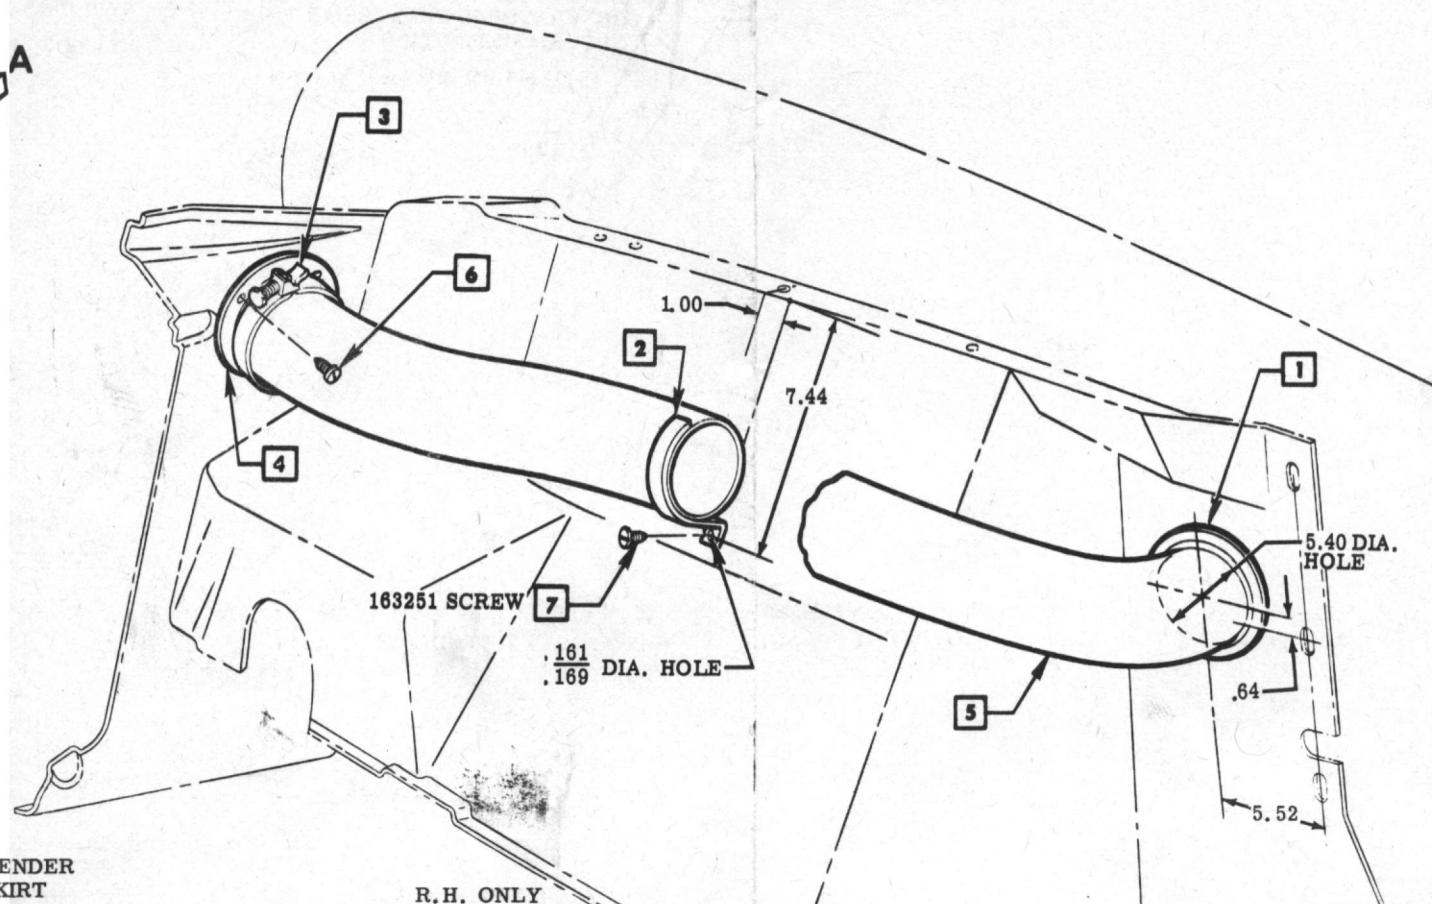 A
3
6
1.00
2
1
7.44
4
5.40 DIA.
HOLE
163251 SCREW
7
.161
.169
DIA. HOLE
.64
5
5.52
ENDER
KIRT
R.H. ONLY